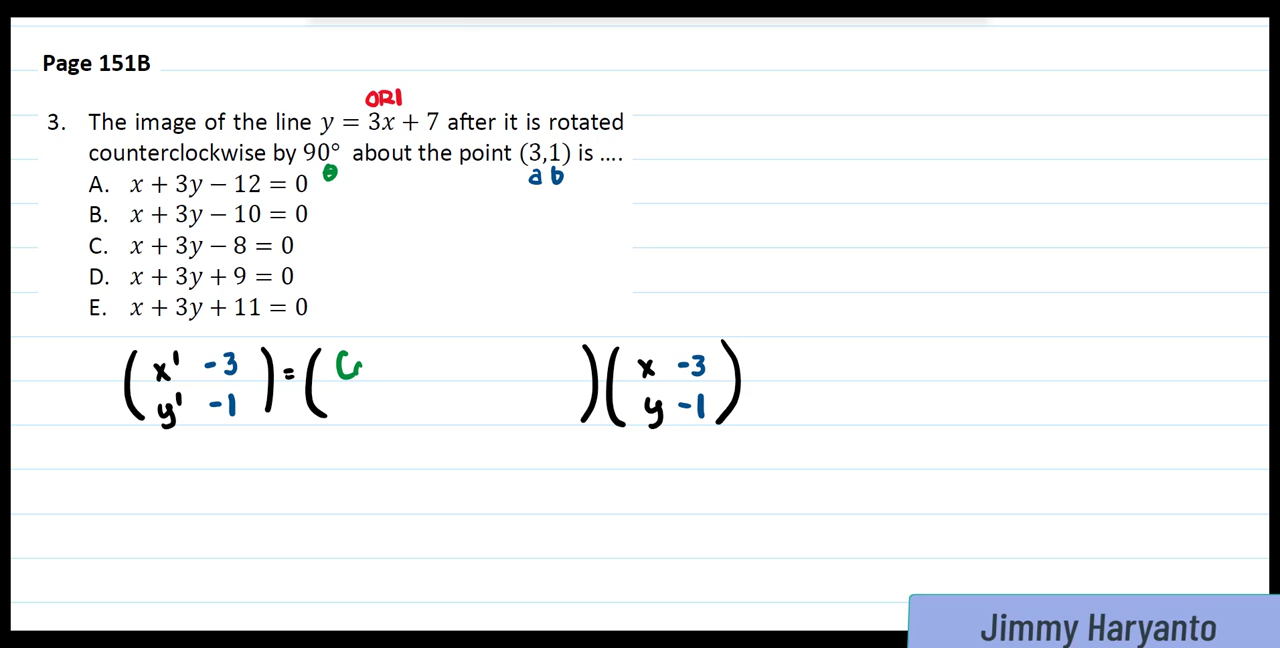 Page 151B
ORI
3. The image of the line y = 3x + 7 after it is rotated
counterclockwise by 90° about the point (3,1) is ....
θ
a b
A. x + 3y − 12 = 0
B. x + 3y − 10 = 0
C. x + 3y − 8 = 0
D. x + 3y + 9 = 0
E. x + 3y + 11 = 0
( x' -3 ) = ( ) ( x -3 )
( y' -1 ) ( y -1 )
Jimmy Haryanto